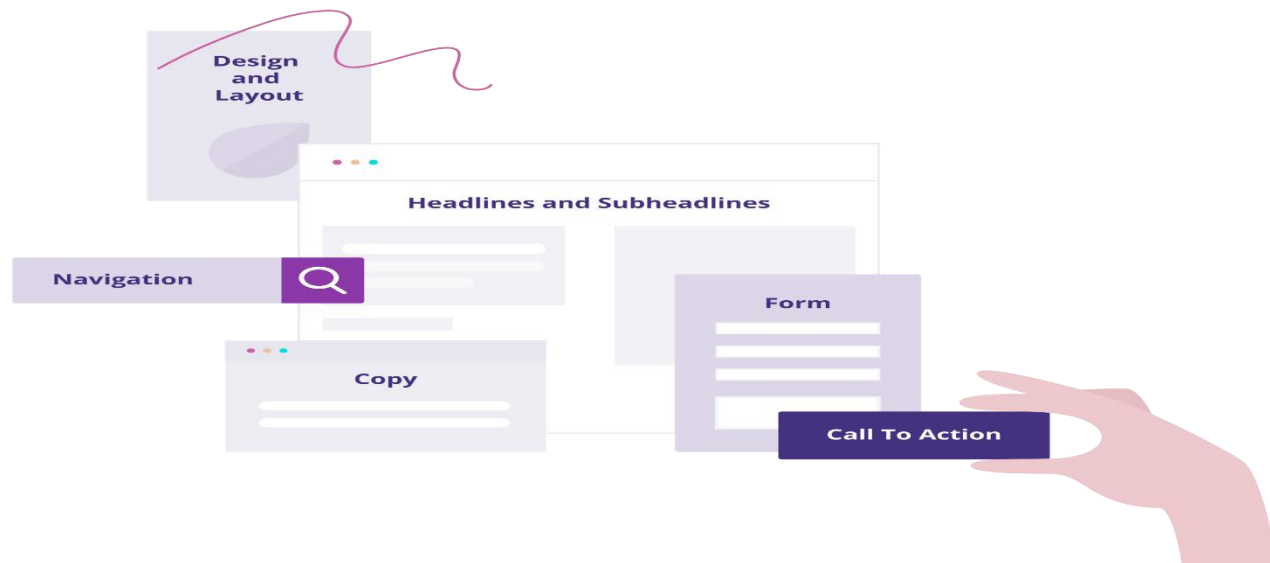 Design
and
Layout
Headlines and Subheadlines
Navigation
Form
Copy
Call To Action